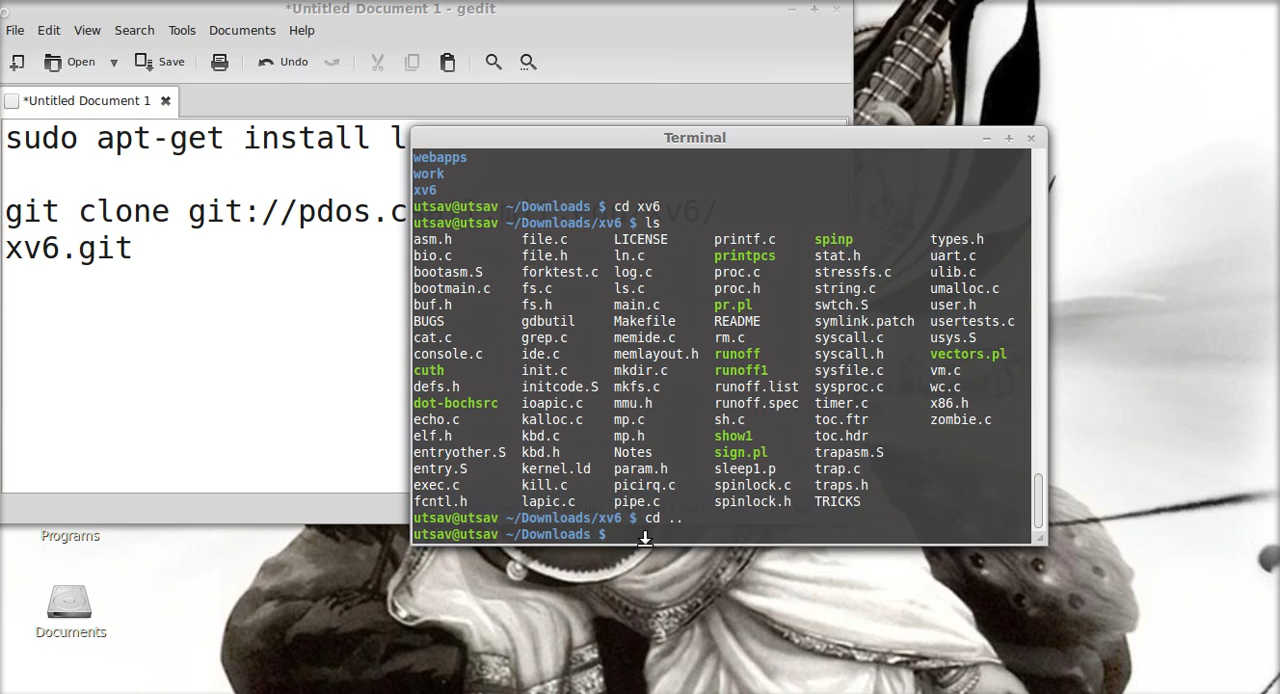 *Untitled Document 1 - gedit
File Edit View Search Tools Documents Help
Open Save Undo
*Untitled Document 1
sudo apt-get install l
git clone git://pdos.c v6/
xv6.git
Terminal
webapps
work
xv6
utsav@utsav ~/Downloads $ cd xv6
utsav@utsav ~/Downloads/xv6 $ ls
asm.h file.c LICENSE printf.c spinp types.h
bio.c file.h ln.c printpcs stat.h uart.c
bootasm.S forktest.c log.c proc.c stressfs.c ulib.c
bootmain.c fs.c ls.c proc.h string.c umalloc.c
buf.h fs.h main.c pr.pl swtch.S user.h
BUGS gdbutil Makefile README symlink.patch usertests.c
cat.c grep.c memide.c rm.c syscall.c usys.S
console.c ide.c memlayout.h runoff syscall.h vectors.pl
cuth init.c mkdir.c runoff1 sysfile.c vm.c
defs.h initcode.S mkfs.c runoff.list sysproc.c wc.c
dot-bochsrc ioapic.c mmu.h runoff.spec timer.c x86.h
echo.c kalloc.c mp.c sh.c toc.ftr zombie.c
elf.h kbd.c mp.h show1 toc.hdr
entryother.S kbd.h Notes sign.pl trapasm.S
entry.S kernel.ld param.h sleep1.p trap.c
exec.c kill.c picirq.c spinlock.c traps.h
fcntl.h lapic.c pipe.c spinlock.h TRICKS
utsav@utsav ~/Downloads/xv6 $ cd ..
utsav@utsav ~/Downloads $
Programs
Documents